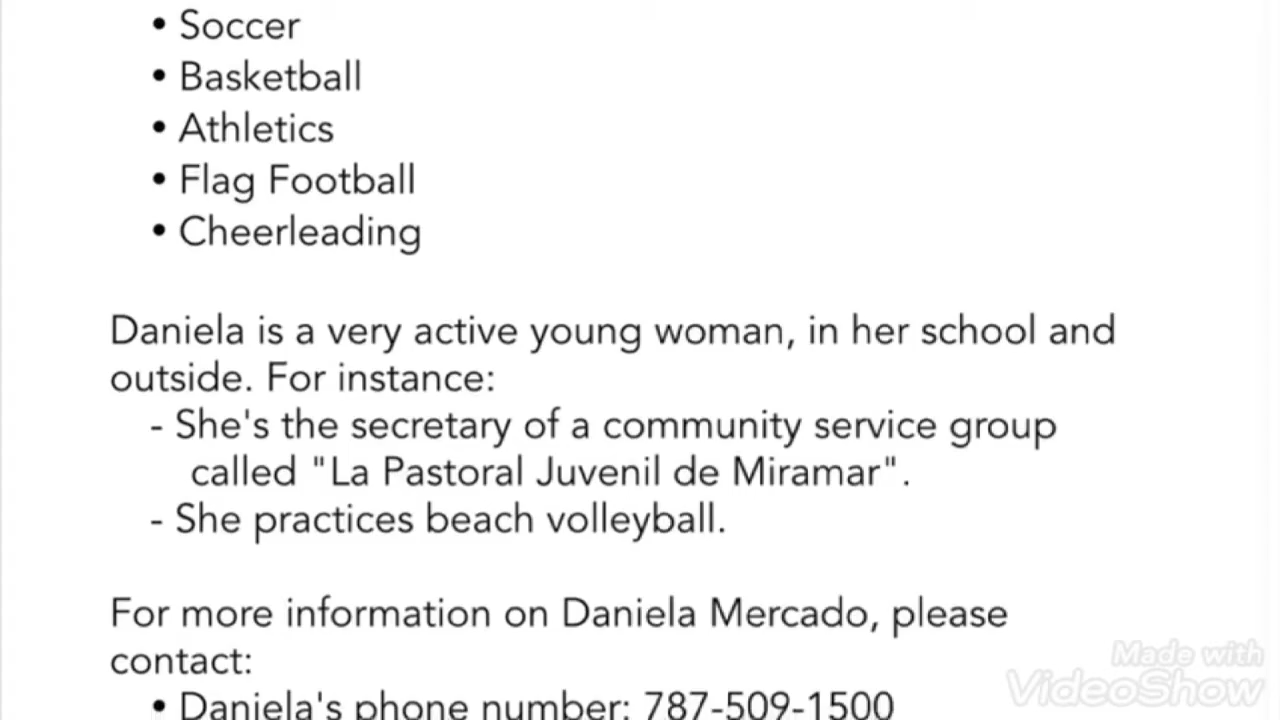 • Soccer
• Basketball
• Athletics
• Flag Football
• Cheerleading
Daniela is a very active young woman, in her school and
outside. For instance:
- She's the secretary of a community service group
called "La Pastoral Juvenil de Miramar".
- She practices beach volleyball.
For more information on Daniela Mercado, please
contact:
• Daniela's phone number: 787-509-1500
Made with
VideoShow